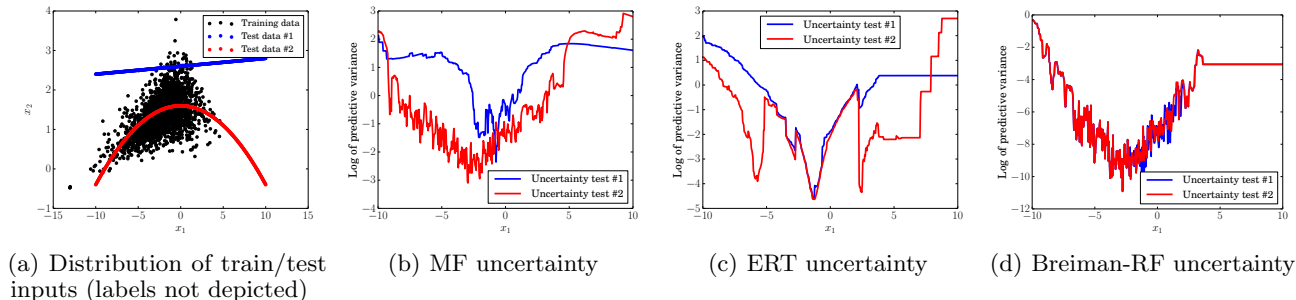 Training data
Test data #1
Test data #2
4
3
2
1
0
−1
x₂
−15
−10
−5
0
5
10
15
x₁
(a) Distribution of train/test
inputs (labels not depicted)
Log of predictive variance
3
2
1
0
−1
−2
−3
−4
Uncertainty test #1
Uncertainty test #2
−10
−5
0
5
10
x₁
(b) MF uncertainty
Log of predictive variance
3
2
1
0
−1
−2
−3
−4
−5
Uncertainty test #1
Uncertainty test #2
−10
−5
0
5
10
x₁
(c) ERT uncertainty
Log of predictive variance
0
−2
−4
−6
−8
−10
−12
Uncertainty test #1
Uncertainty test #2
−10
−5
0
5
10
x₁
(d) Breiman-RF uncertainty